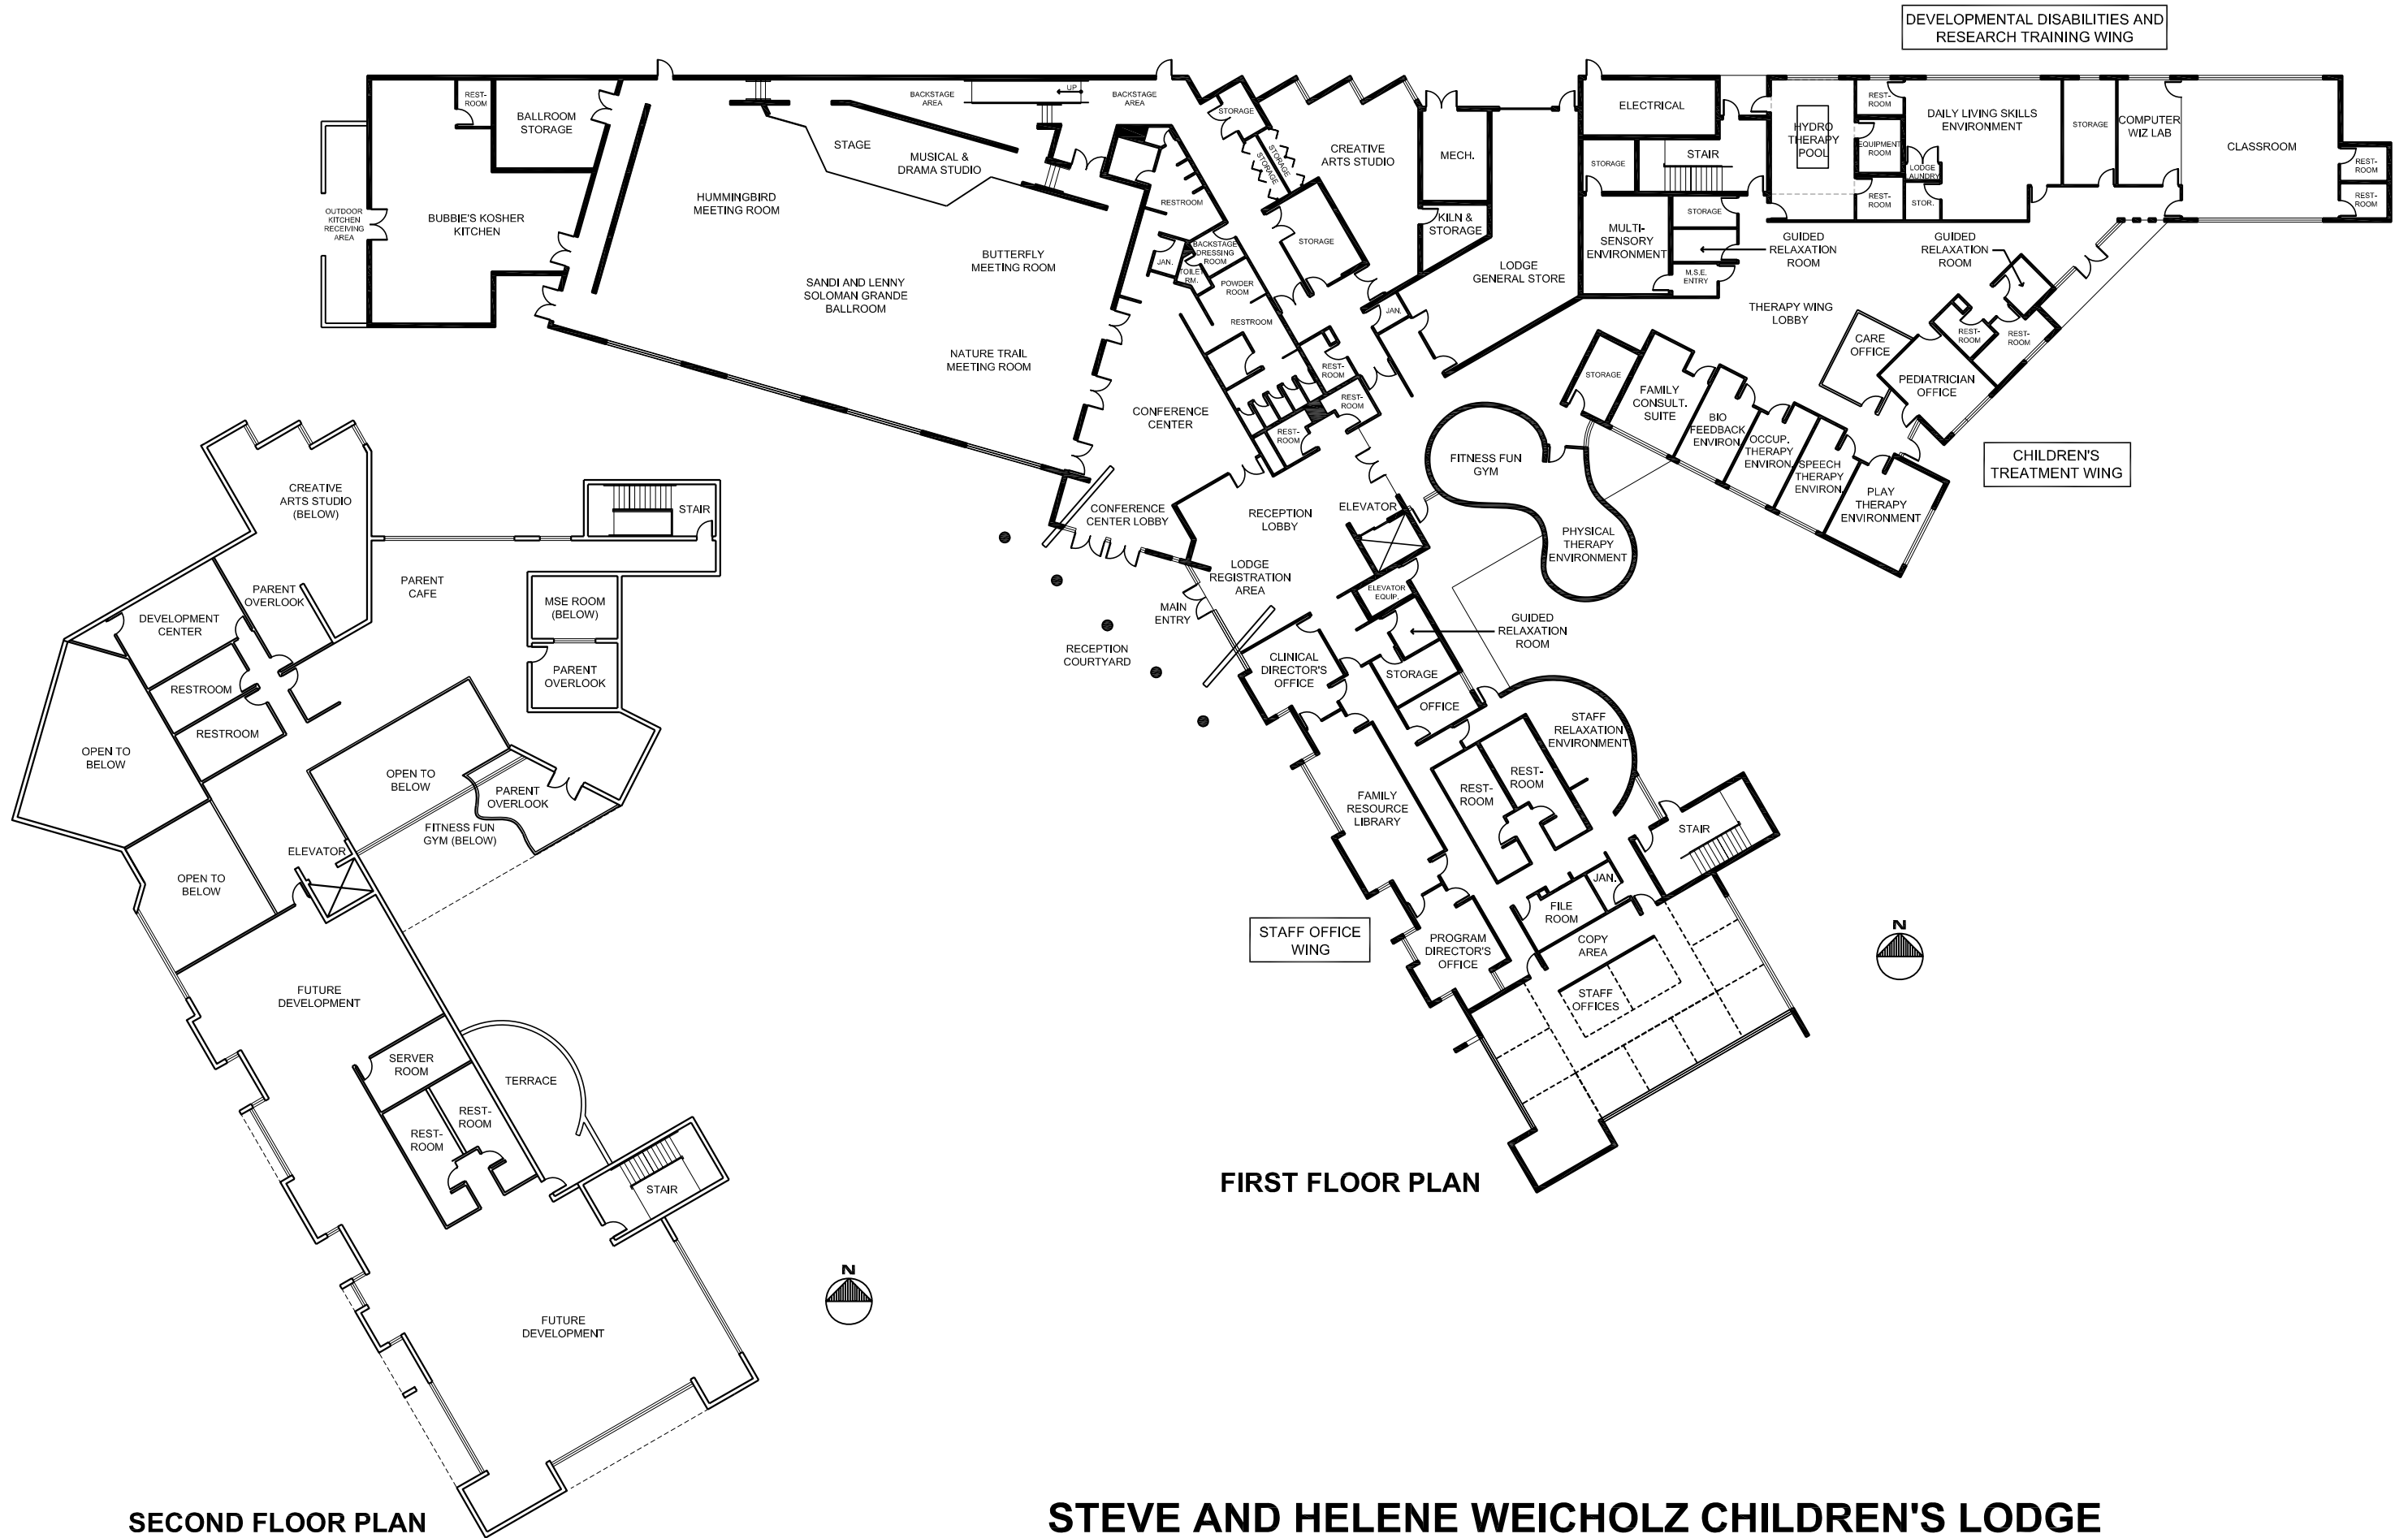 DEVELOPMENTAL DISABILITIES AND
RESEARCH TRAINING WING
REST-
ROOM
BALLROOM
STORAGE
OUTDOOR
KITCHEN
RECEIVING
AREA
BUBBIE'S KOSHER
KITCHEN
HUMMINGBIRD
MEETING ROOM
STAGE
MUSICAL &
DRAMA STUDIO
BACKSTAGE
AREA
UP
BACKSTAGE
AREA
BUTTERFLY
MEETING ROOM
SANDI AND LENNY
SOLOMAN GRANDE
BALLROOM
NATURE TRAIL
MEETING ROOM
STORAGE
STORAGE
STORAGE
CREATIVE
ARTS STUDIO
MECH.
KILN &
STORAGE
RESTROOM
BACKSTAGE
DRESSING
ROOM
JAN.
TOILET
RM.
POWDER
ROOM
STORAGE
RESTROOM
JAN.
REST-
ROOM
REST-
ROOM
REST-
ROOM
LODGE
GENERAL STORE
ELECTRICAL
STORAGE
STAIR
MULTI-
SENSORY
ENVIRONMENT
STORAGE
M.S.E.
ENTRY
GUIDED
RELAXATION
ROOM
HYDRO
THERAPY
POOL
REST-
ROOM
EQUIPMENT
ROOM
REST-
ROOM
DAILY LIVING SKILLS
ENVIRONMENT
LODGE
LAUNDRY
STOR.
STORAGE
COMPUTER
WIZ LAB
CLASSROOM
REST-
ROOM
REST-
ROOM
GUIDED
RELAXATION
ROOM
THERAPY WING
LOBBY
CARE
OFFICE
REST-
ROOM
REST-
ROOM
PEDIATRICIAN
OFFICE
STORAGE
FAMILY
CONSULT.
SUITE
BIO
FEEDBACK
ENVIRON.
OCCUP.
THERAPY
ENVIRON.
SPEECH
THERAPY
ENVIRON.
PLAY
THERAPY
ENVIRONMENT
CHILDREN'S
TREATMENT WING
CONFERENCE
CENTER
CONFERENCE
CENTER LOBBY
RECEPTION
LOBBY
ELEVATOR
FITNESS FUN
GYM
PHYSICAL
THERAPY
ENVIRONMENT
LODGE
REGISTRATION
AREA
ELEVATOR
EQUIP.
MAIN
ENTRY
RECEPTION
COURTYARD
GUIDED
RELAXATION
ROOM
CLINICAL
DIRECTOR'S
OFFICE
STORAGE
OFFICE
STAFF
RELAXATION
ENVIRONMENT
REST-
ROOM
REST-
ROOM
FAMILY
RESOURCE
LIBRARY
STAIR
JAN.
FILE
ROOM
COPY
AREA
STAFF OFFICE
WING
PROGRAM
DIRECTOR'S
OFFICE
STAFF
OFFICES
N
FIRST FLOOR PLAN
CREATIVE
ARTS STUDIO
(BELOW)
STAIR
PARENT
CAFE
PARENT
OVERLOOK
MSE ROOM
(BELOW)
DEVELOPMENT
CENTER
PARENT
OVERLOOK
RESTROOM
RESTROOM
OPEN TO
BELOW
OPEN TO
BELOW
PARENT
OVERLOOK
FITNESS FUN
GYM (BELOW)
ELEVATOR
OPEN TO
BELOW
FUTURE
DEVELOPMENT
SERVER
ROOM
TERRACE
REST-
ROOM
REST-
ROOM
STAIR
N
FUTURE
DEVELOPMENT
SECOND FLOOR PLAN
STEVE AND HELENE WEICHOLZ CHILDREN'S LODGE